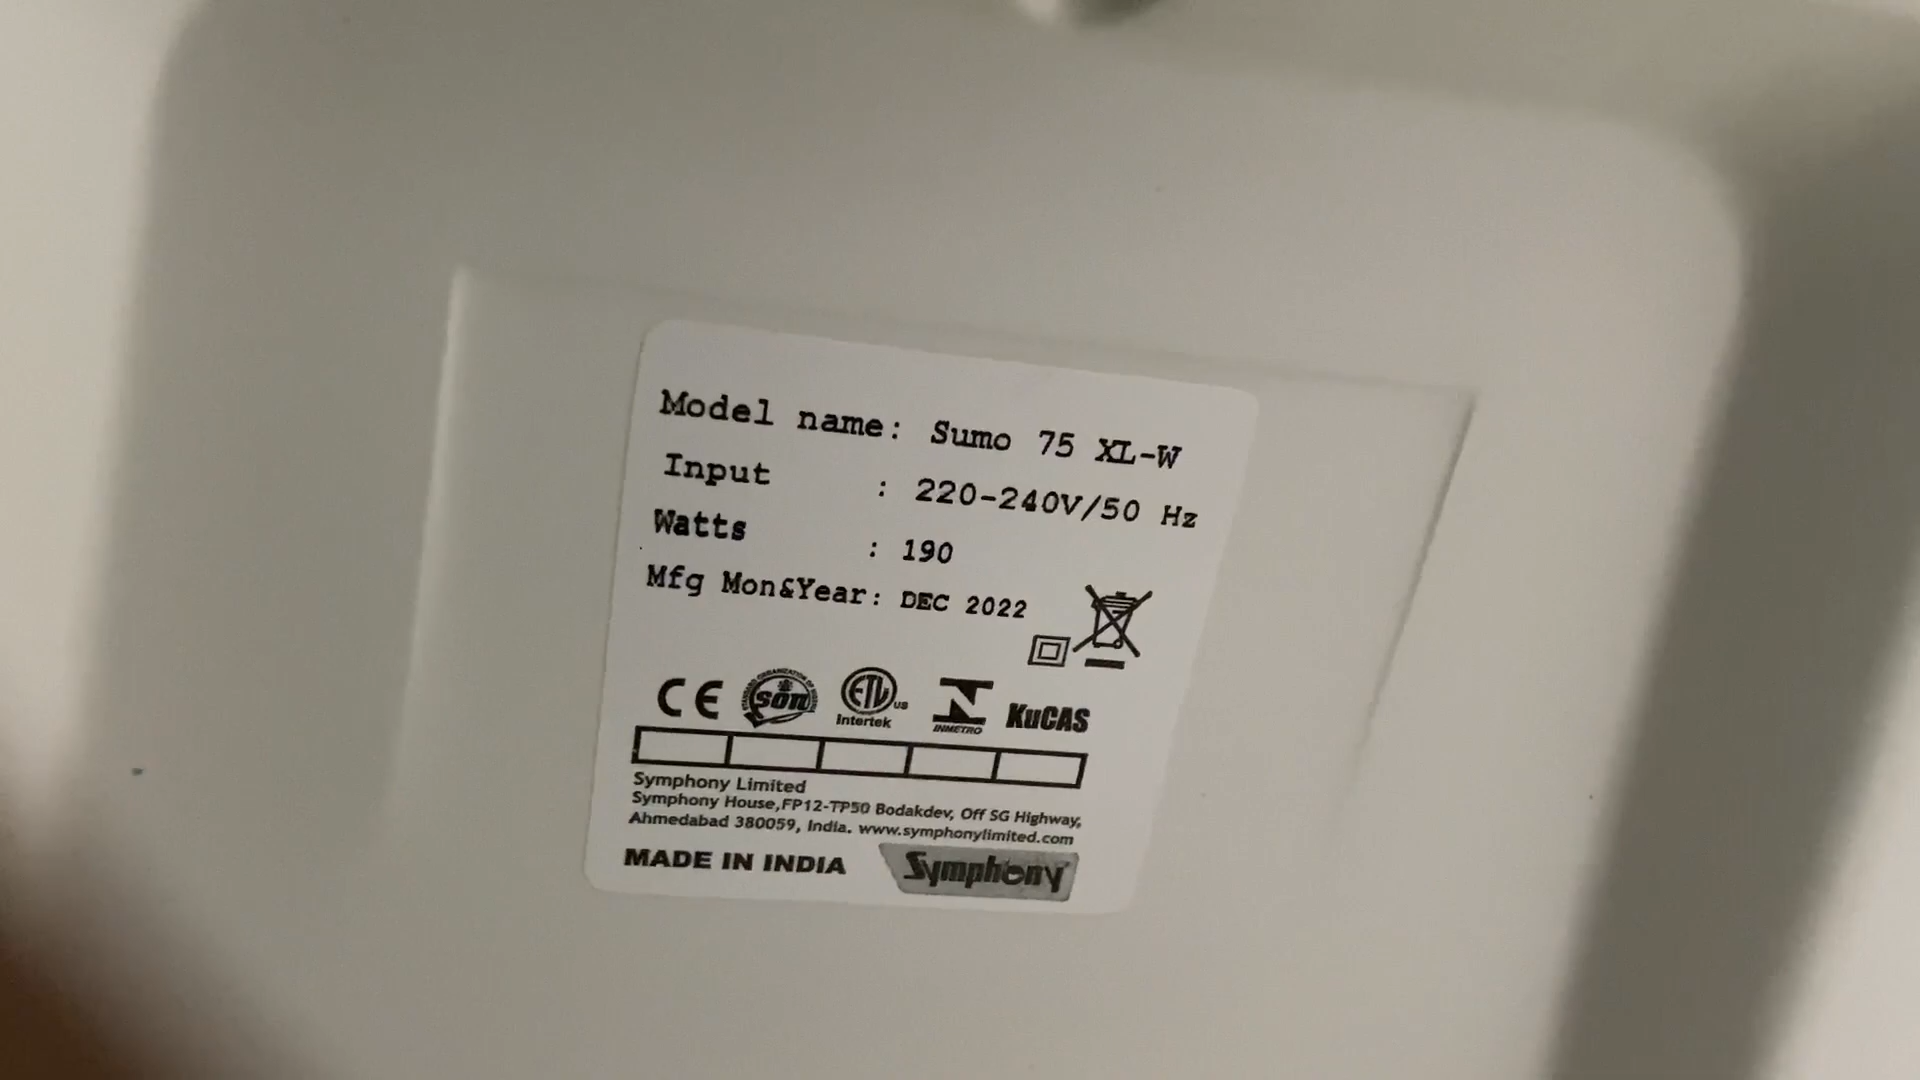 Model name: Sumo 75 XL-W
Input : 220-240V/50 Hz
Watts : 190
Mfg Mon&Year: DEC 2022
CE SON ETL US Intertek INMETRO KuCAS
Symphony Limited
Symphony House,FP12-TP50 Bodakdev, Off SG Highway,
Ahmedabad 380059, India. www.symphonylimited.com
MADE IN INDIA Symphony